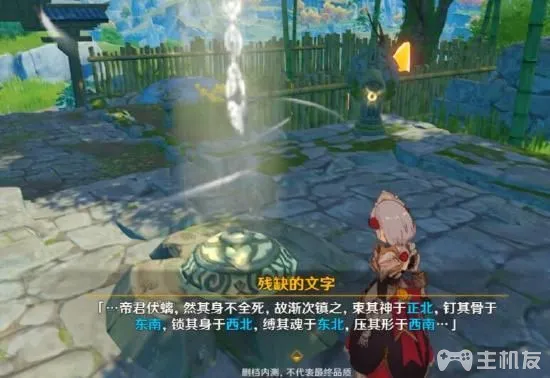 残缺的文字
「…帝君伏螭，然其身不全死，故渐次镇之，束其神于正北，钉其骨于
东南，锁其身于西北，缚其魂于东北，压其形于西南…」
删档内测，不代表最终品质
主机友